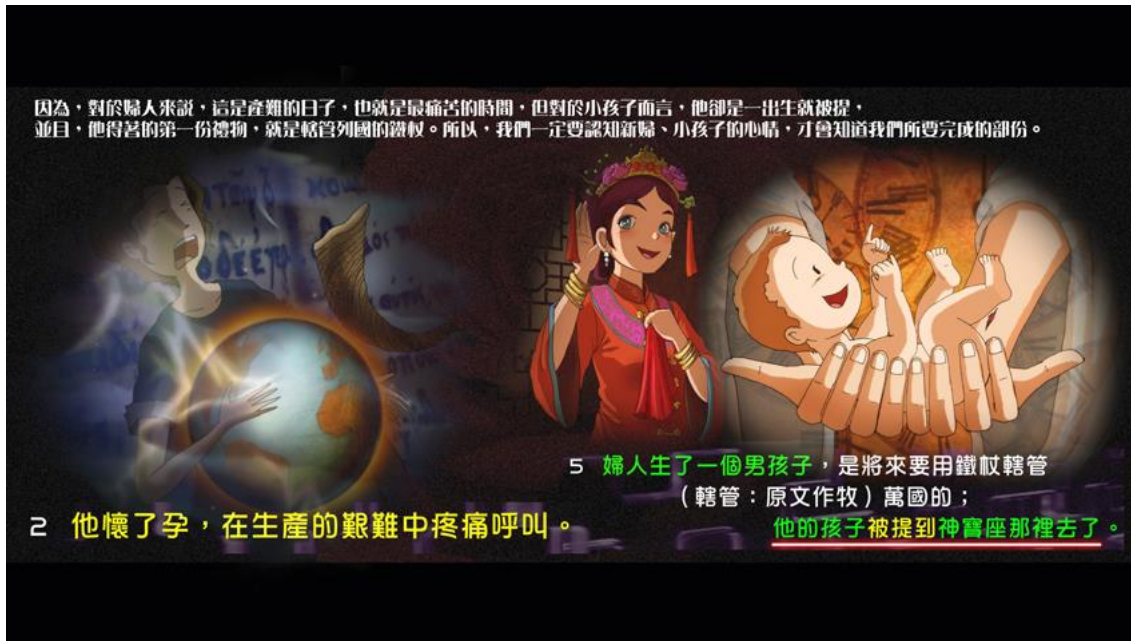 因為，對於婦人來說，這是產難的日子，也就是最痛苦的時間，但對於小孩子而言，他卻是一出生就被提，
並且，他得著的第一份禮物，就是轄管列國的鐵杖。所以，我們一定要認知新婦、小孩子的心情，才會知道我們所要完成的部份。
5 婦人生了一個男孩子，是將來要用鐵杖轄管
（轄管：原文作牧）萬國的；
他的孩子被提到神寶座那裡去了。
2 他懷了孕，在生產的艱難中疼痛呼叫。